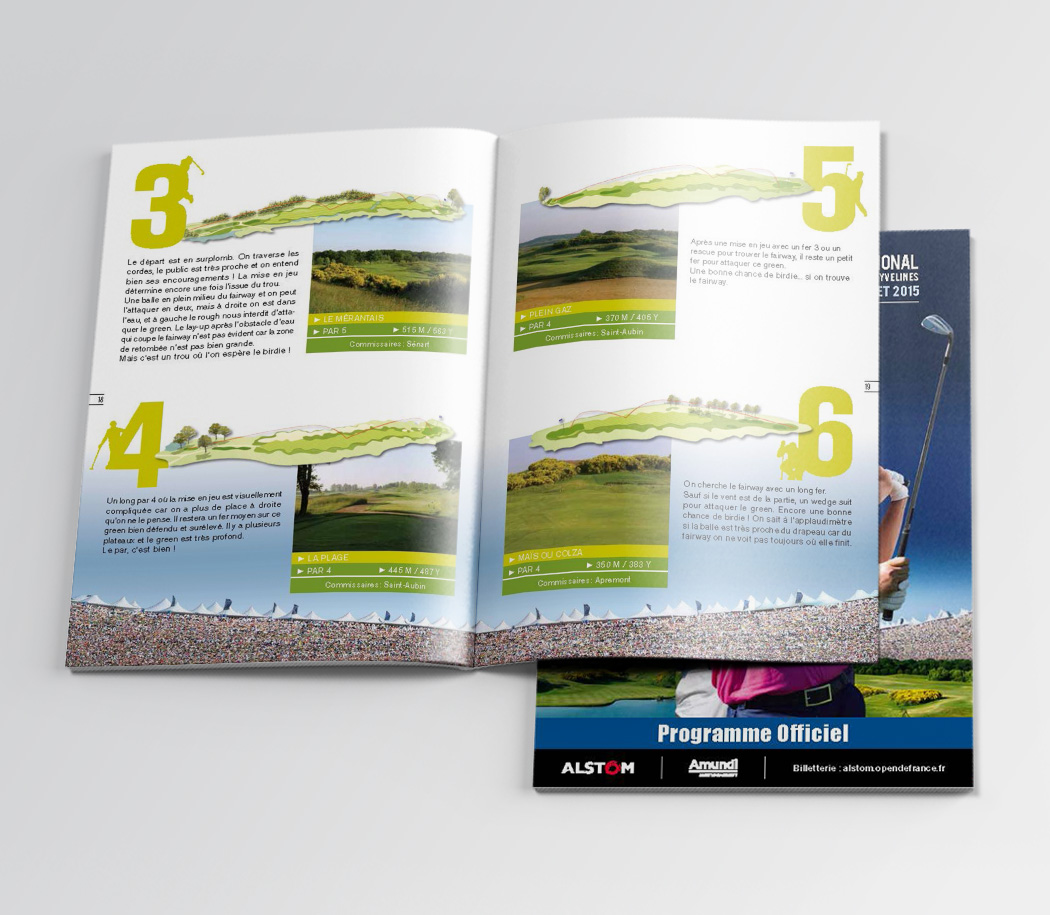 3
Le départ est en surplomb. On traverse les
cordes, le public est très proche et on entend
bien ses encouragements ! La mise en jeu
détermine encore une fois l'issue du trou.
Une balle en plein milieu du fairway et on peut
l'attaquer en deux, mais à droite on est dans
l'eau, et à gauche le rough nous interdit d'atta-
quer le green. Le lay-up après l'obstacle d'eau
qui coupe le fairway n'est pas évident car la zone
de retombée n'est pas bien grande.
Mais c'est un trou où l'on espère le birdie !
► LE MÉRANTAIS
► PAR 5 ► 515 M / 563 Y
Commissaires : Sénart
18
4
Un long par 4 où la mise en jeu est visuellement
compliquée car on a plus de place à droite
qu'on ne le pense. Il restera un fer moyen sur ce
green bien défendu et surélevé. Il y a plusieurs
plateaux et le green est très profond.
Le par, c'est bien !
► LA PLAGE
► PAR 4 ► 445 M / 487 Y
Commissaires : Saint-Aubin
5
Après une mise en jeu avec un fer 3 ou un
rescue pour trouver le fairway, il reste un petit
fer pour attaquer ce green.
Une bonne chance de birdie... si on trouve
le fairway.
► PLEIN GAZ
► PAR 4 ► 370 M / 405 Y
Commissaires : Saint-Aubin
19
6
On cherche le fairway avec un long fer.
Sauf si le vent est de la partie, un wedge suit
pour attaquer le green. Encore une bonne
chance de birdie ! On sait à l'applaudimètre
si la balle est très proche du drapeau car du
fairway on ne voit pas toujours où elle finit.
► MAÏS OU COLZA
► PAR 4 ► 350 M / 383 Y
Commissaires : Apremont
IONAL
YVELINES
ET 2015
Programme Officiel
ALSTOM
Amundi
Billetterie : alstom.opendefrance.fr